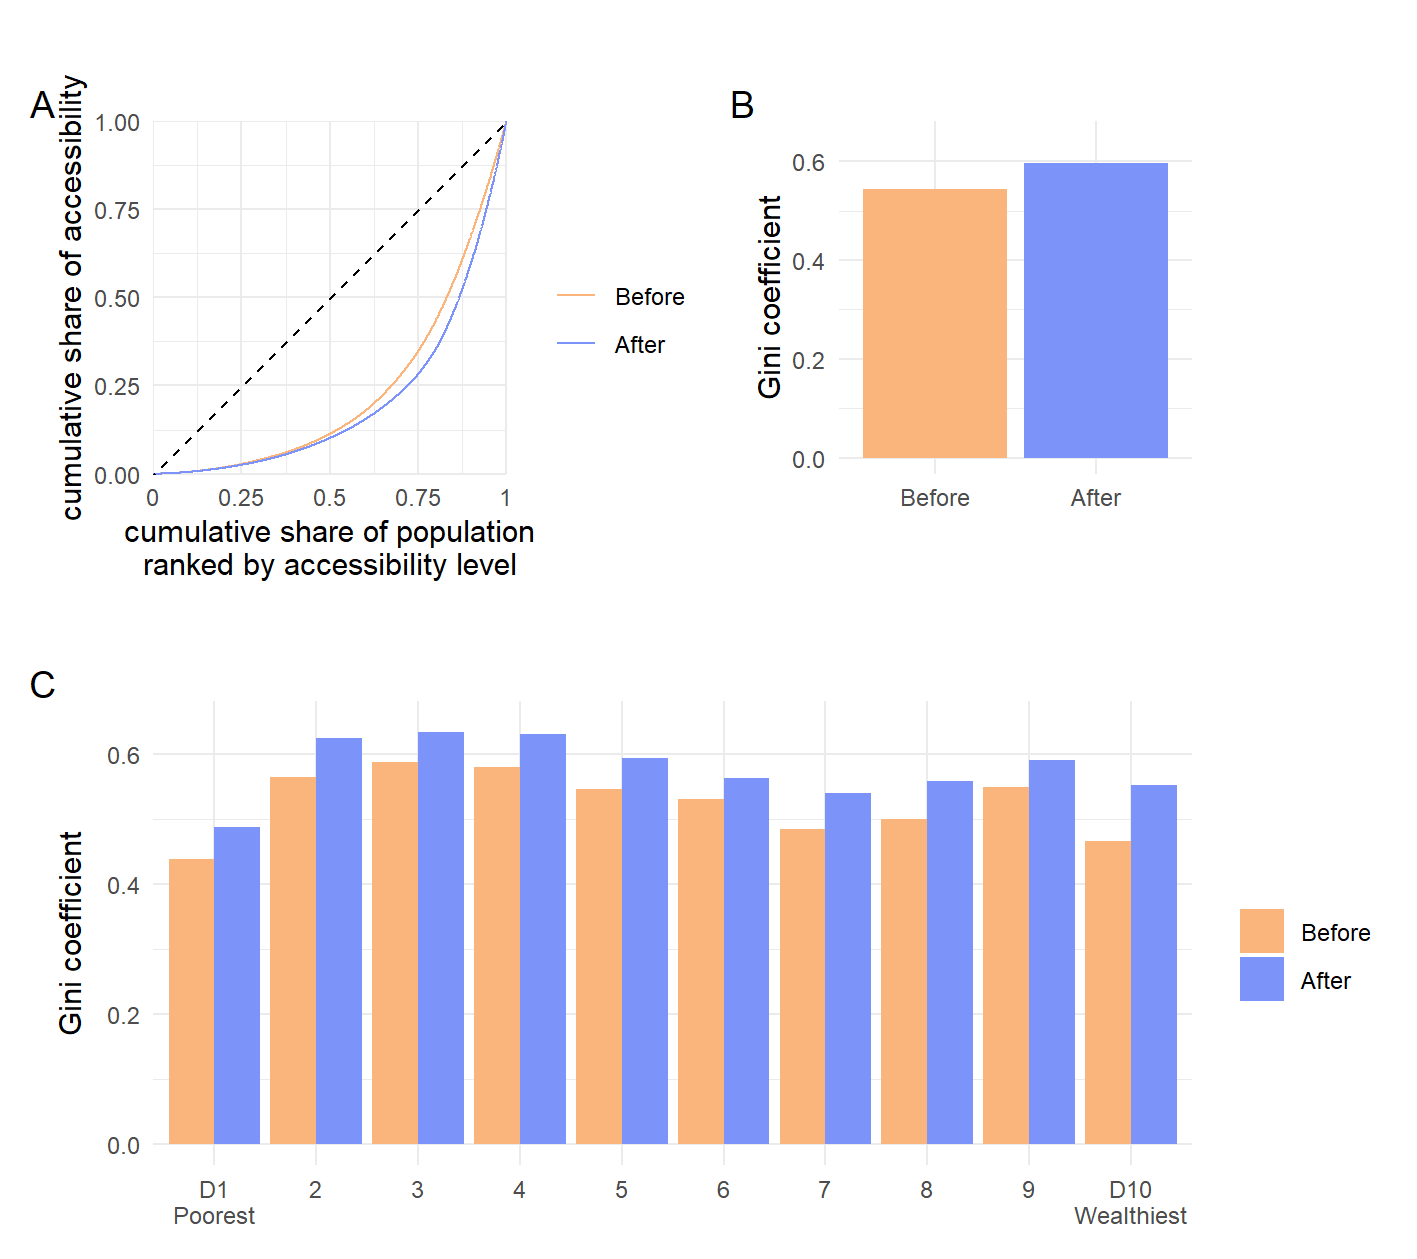 A
cumulative share of accessibility
1.00
0.75
0.50
0.25
0.00
0 0.25 0.5 0.75 1
cumulative share of population
ranked by accessibility level
Before
After
B
Gini coefficient
0.6
0.4
0.2
0.0
Before After
C
Gini coefficient
0.6
0.4
0.2
0.0
D1 2 3 4 5 6 7 8 9 D10
Poorest Wealthiest
Before
After